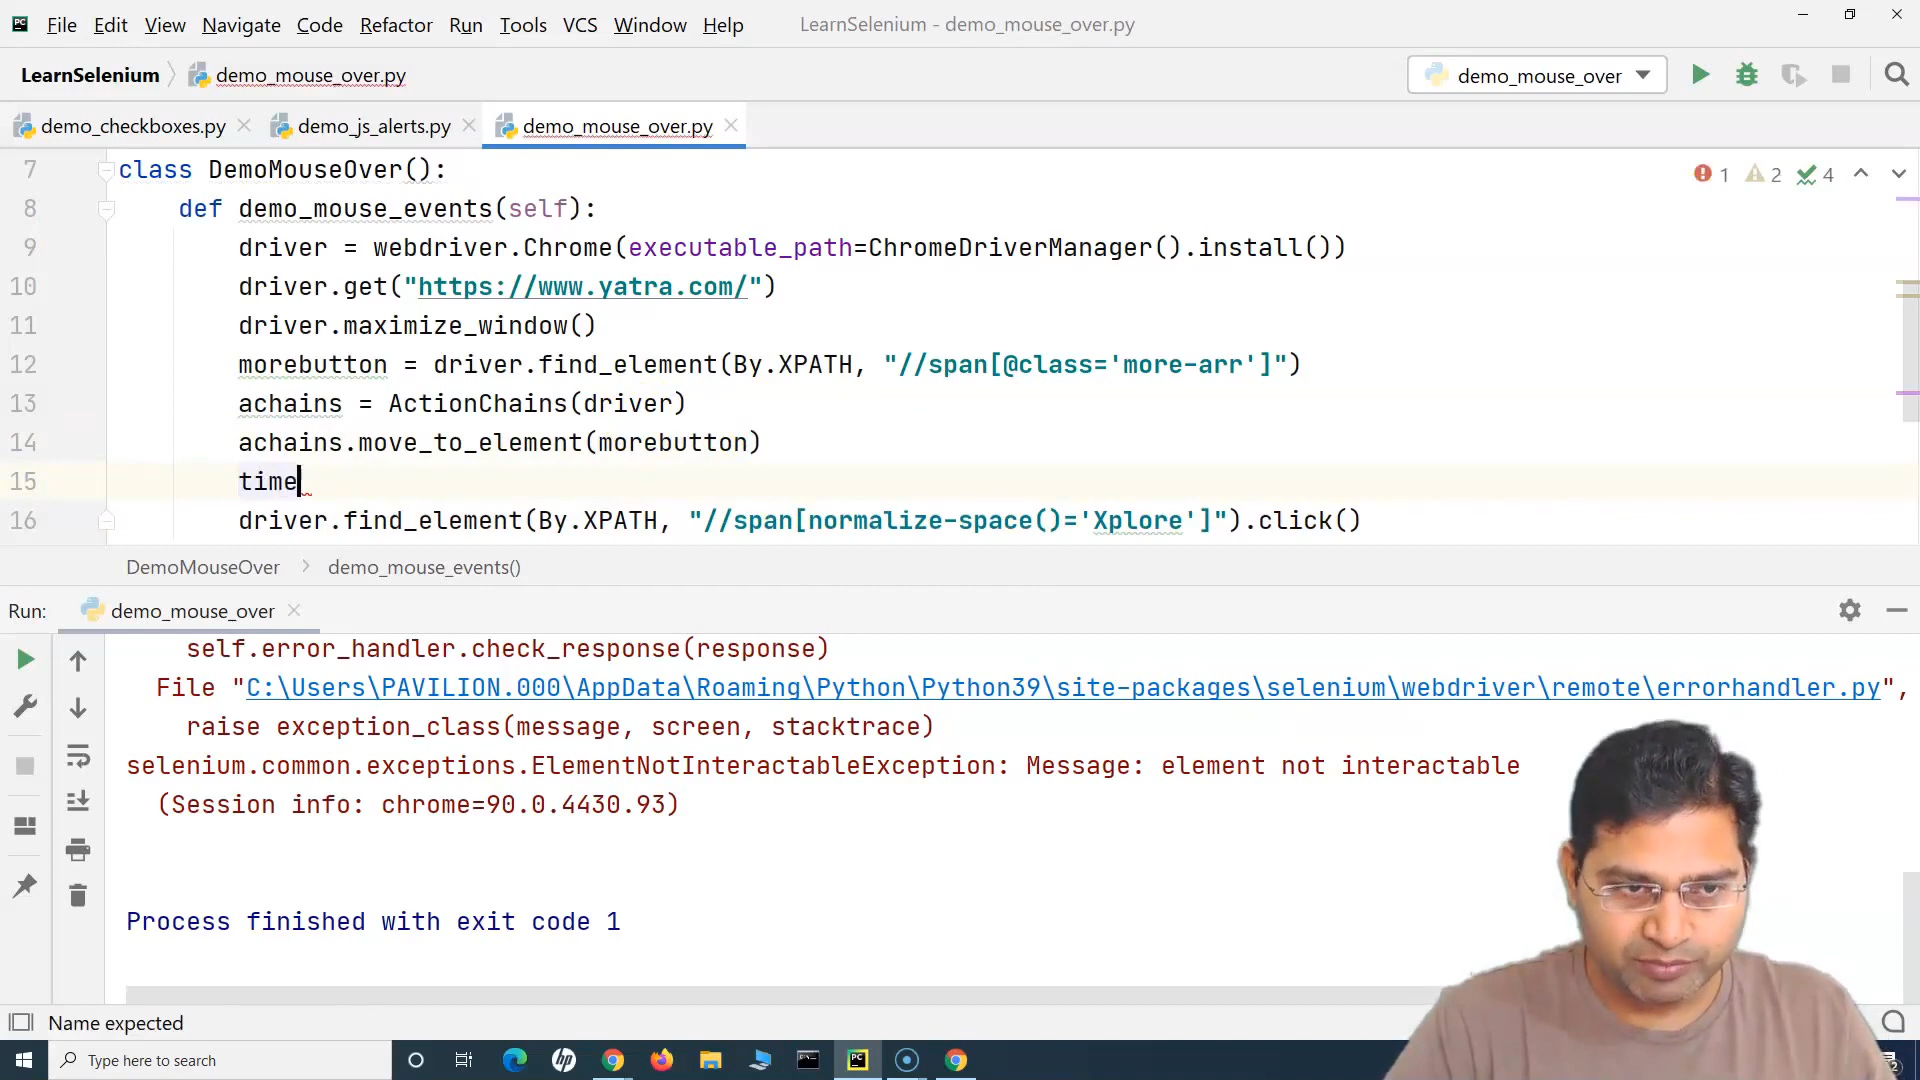 File Edit View Navigate Code Refactor Run Tools VCS Window Help LearnSelenium - demo_mouse_over.py
LearnSelenium demo_mouse_over.py demo_mouse_over
demo_checkboxes.py demo_js_alerts.py demo_mouse_over.py
7 class DemoMouseOver(): 1 2 4
8 def demo_mouse_events(self):
9 driver = webdriver.Chrome(executable_path=ChromeDriverManager().install())
10 driver.get("https://www.yatra.com/")
11 driver.maximize_window()
12 morebutton = driver.find_element(By.XPATH, "//span[@class='more-arr']")
13 achains = ActionChains(driver)
14 achains.move_to_element(morebutton)
15 time
16 driver.find_element(By.XPATH, "//span[normalize-space()='Xplore']").click()
DemoMouseOver demo_mouse_events()
Run: demo_mouse_over
self.error_handler.check_response(response)
File "C:\Users\PAVILION.000\AppData\Roaming\Python\Python39\site-packages\selenium\webdriver\remote\errorhandler.py",
raise exception_class(message, screen, stacktrace)
selenium.common.exceptions.ElementNotInteractableException: Message: element not interactable
(Session info: chrome=90.0.4430.93)
Process finished with exit code 1
Name expected
Type here to search